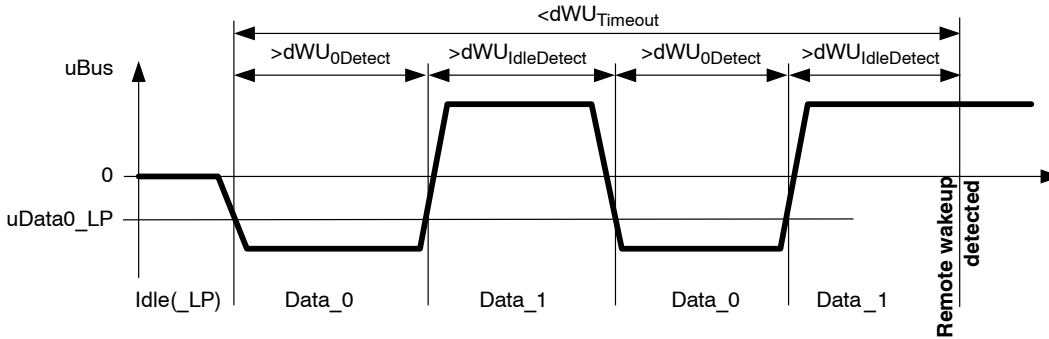 <dWU_Timeout
>dWU_0Detect >dWU_IdleDetect >dWU_0Detect >dWU_IdleDetect
uBus
0
uData0_LP
Idle(_LP) Data_0 Data_1 Data_0 Data_1
Remote wakeup
detected